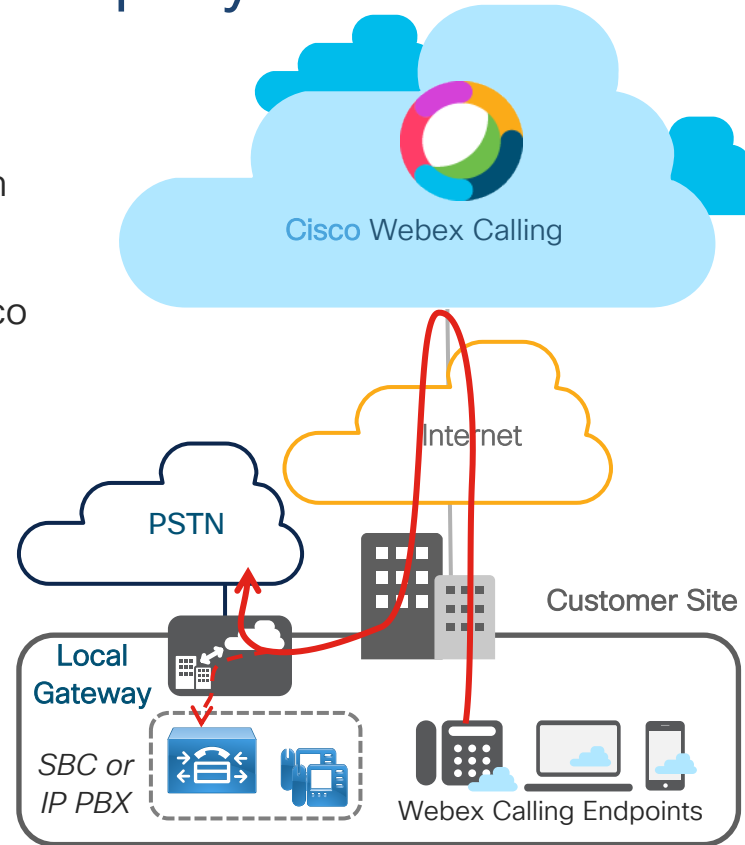 Cisco Webex Calling
Internet
PSTN
Customer Site
Local
Gateway
SBC or
IP PBX
Webex Calling Endpoints